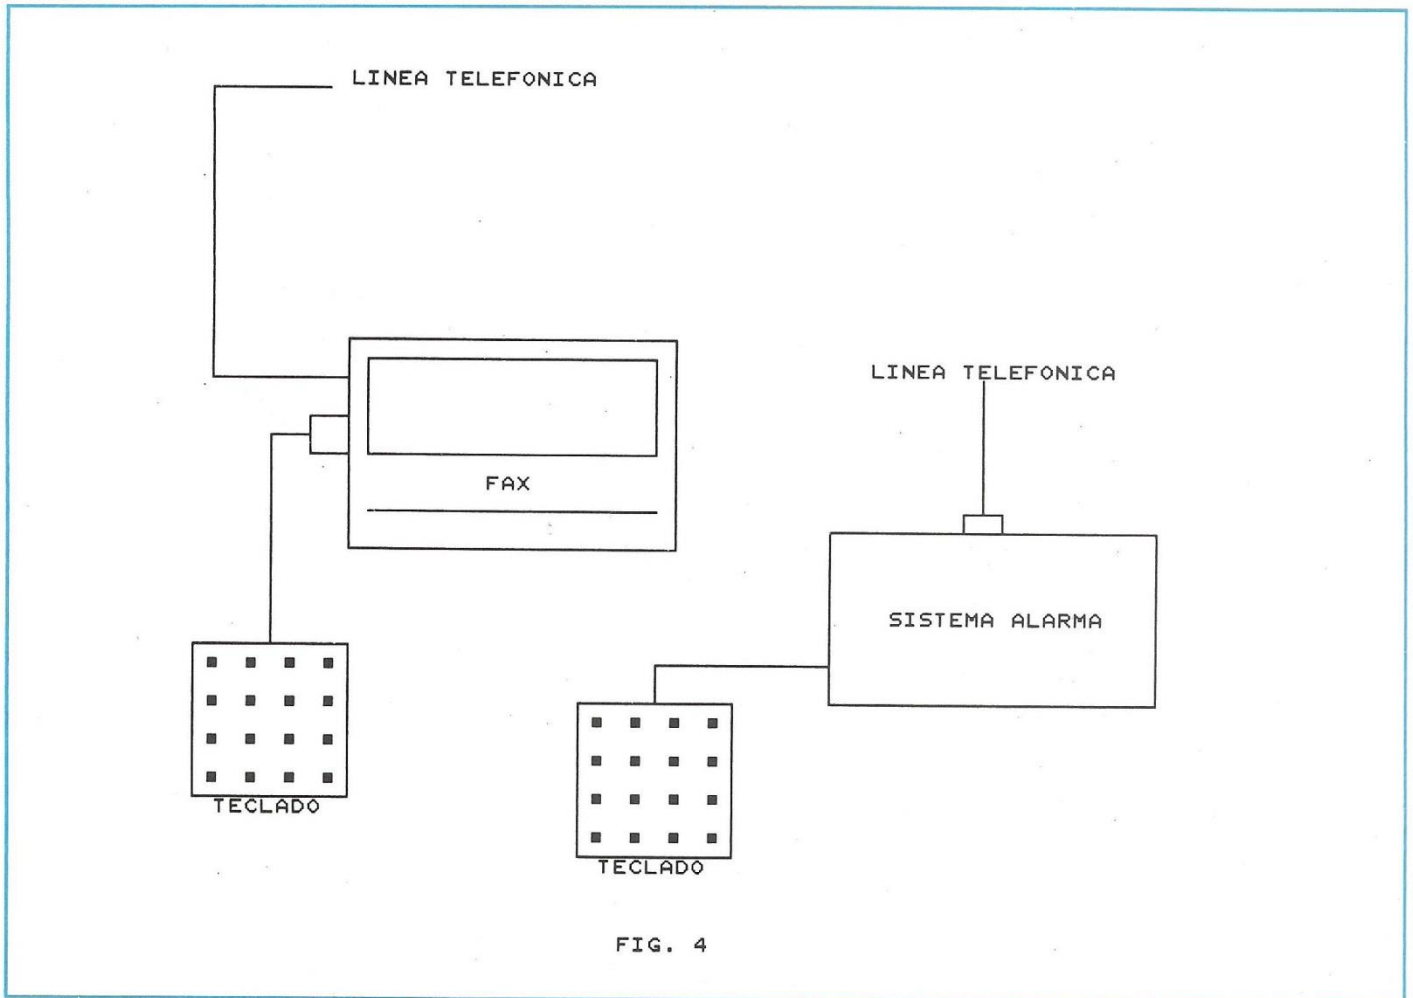 LINEA TELEFONICA
LINEA TELEFONICA
FAX
SISTEMA ALARMA
TECLADO
TECLADO
FIG. 4